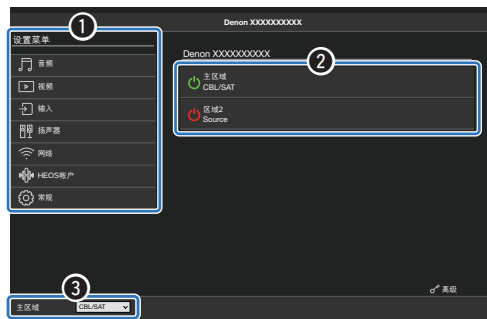 Denon XXXXXXXXXX
①
设置菜单
音频
视频
输入
扬声器
网络
HEOS帐户
常规
Denon XXXXXXXXXX
②
主区域
CBL/SAT
区域2
Source
高级
③
主区域 CBL/SAT